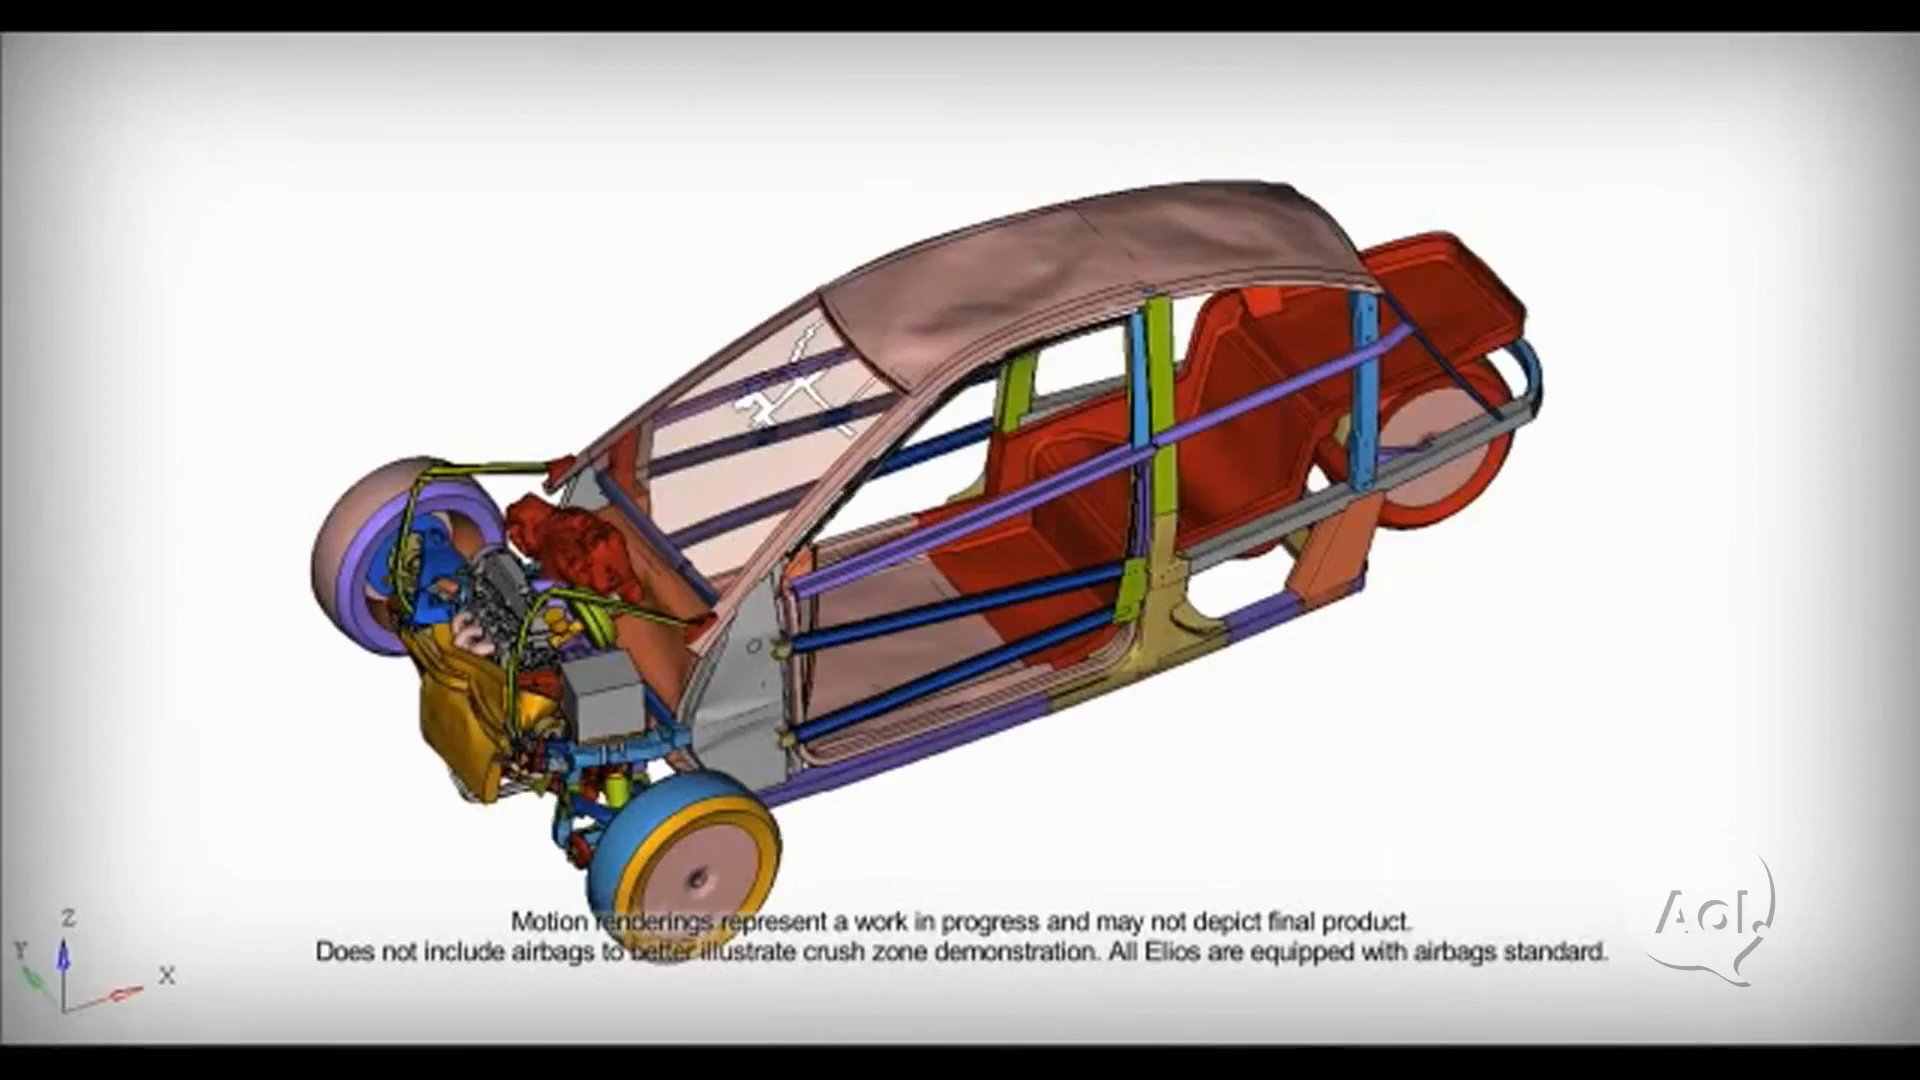 Motion renderings represent a work in progress and may not depict final product.
Does not include airbags to better illustrate crush zone demonstration. All Elios are equipped with airbags standard.
Aol.
Z
Y
X